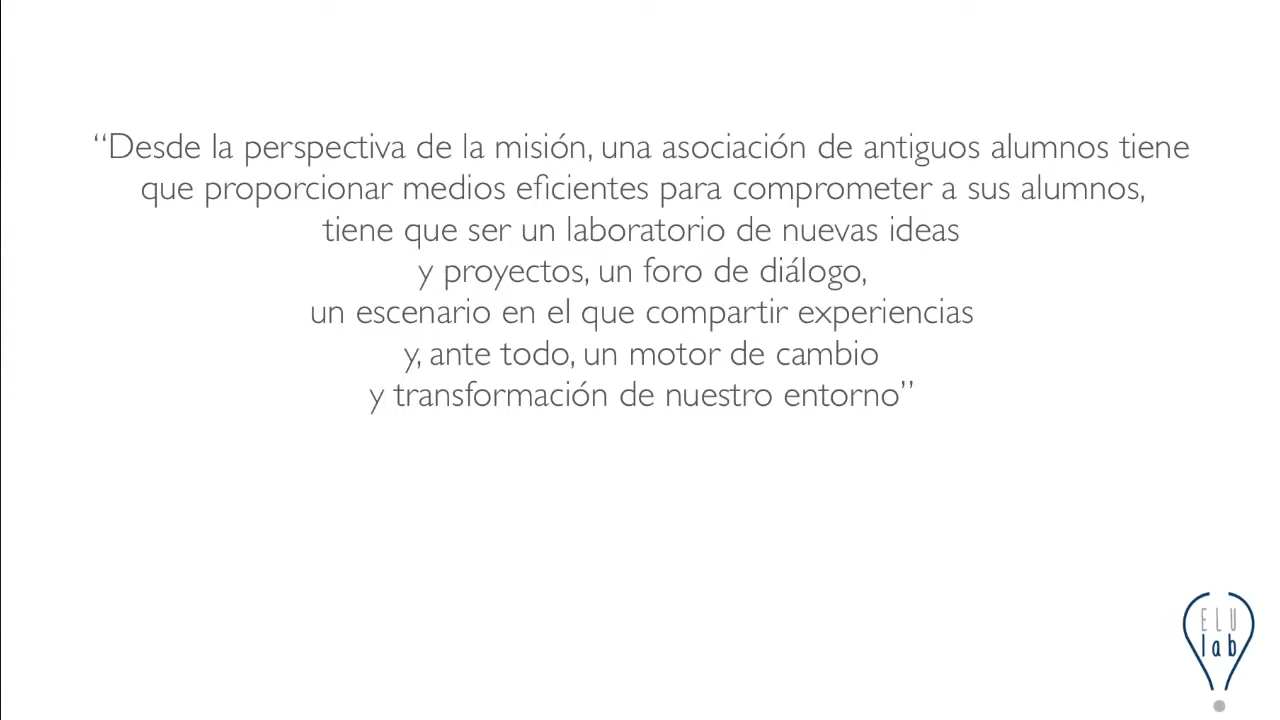 “Desde la perspectiva de la misión, una asociación de antiguos alumnos tiene
que proporcionar medios eficientes para comprometer a sus alumnos,
tiene que ser un laboratorio de nuevas ideas
y proyectos, un foro de diálogo,
un escenario en el que compartir experiencias
y, ante todo, un motor de cambio
y transformación de nuestro entorno”
ELU
lab